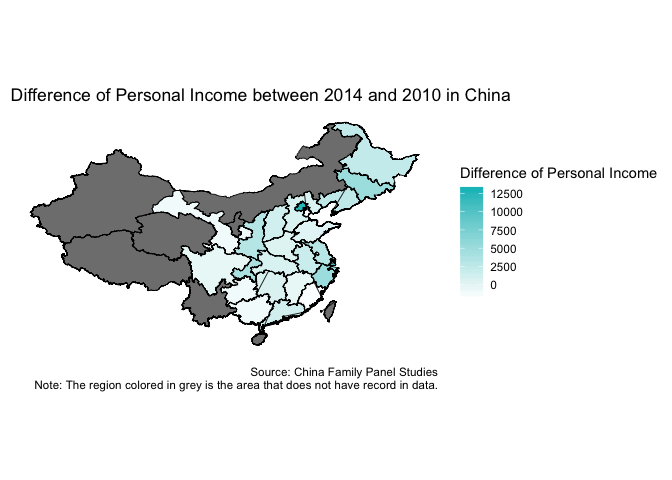 Difference of Personal Income between 2014 and 2010 in China
Difference of Personal Income
12500
10000
7500
5000
2500
0
Source: China Family Panel Studies
Note: The region colored in grey is the area that does not have record in data.